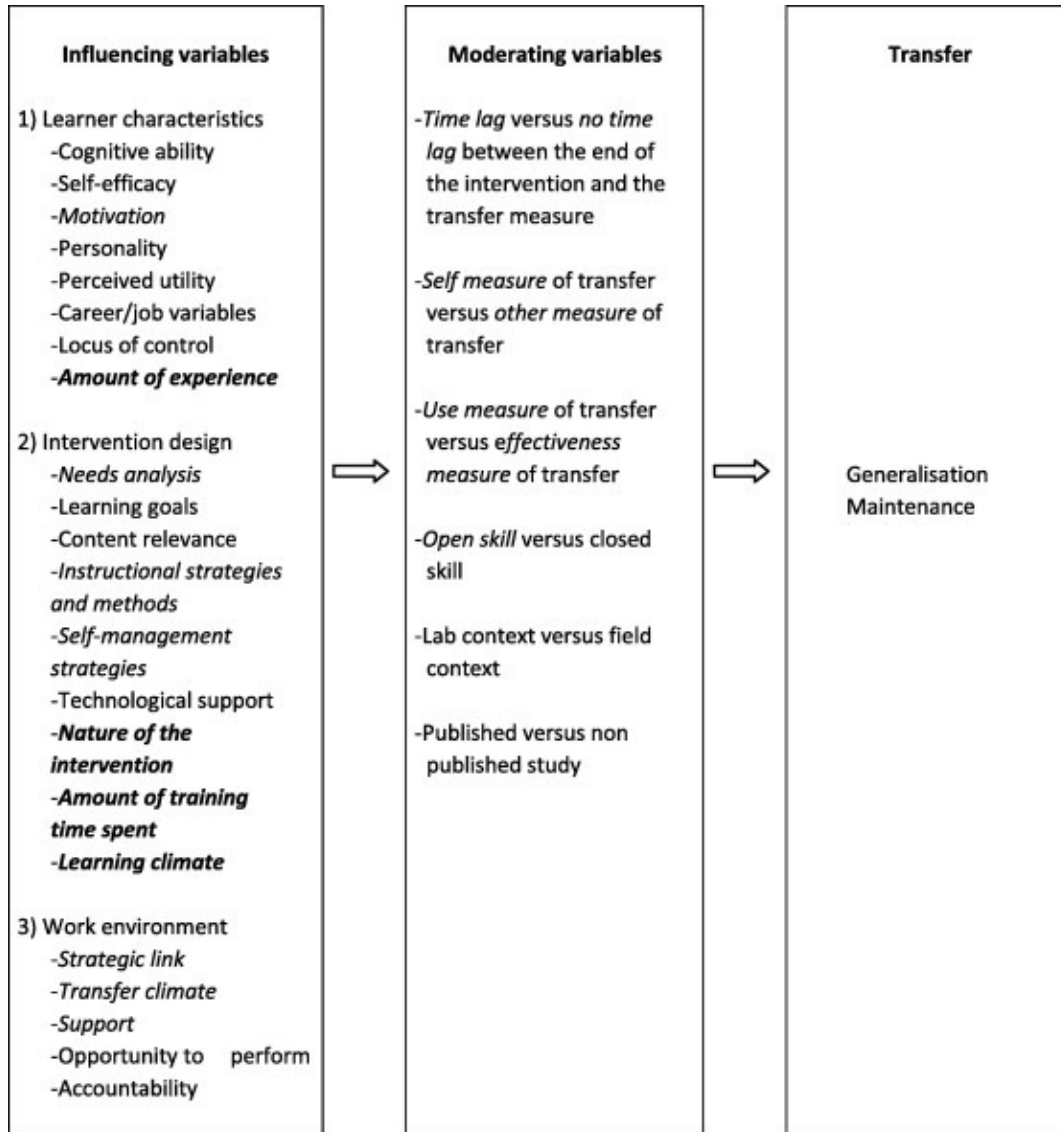 Influencing variables
1) Learner characteristics
-Cognitive ability
-Self-efficacy
-Motivation
-Personality
-Perceived utility
-Career/job variables
-Locus of control
-Amount of experience
2) Intervention design
-Needs analysis
-Learning goals
-Content relevance
-Instructional strategies
and methods
-Self-management
strategies
-Technological support
-Nature of the
intervention
-Amount of training
time spent
-Learning climate
3) Work environment
-Strategic link
-Transfer climate
-Support
-Opportunity to perform
-Accountability
Moderating variables
-Time lag versus no time
lag between the end of
the intervention and the
transfer measure
-Self measure of transfer
versus other measure of
transfer
-Use measure of transfer
versus effectiveness
measure of transfer
-Open skill versus closed
skill
-Lab context versus field
context
-Published versus non
published study
Transfer
Generalisation
Maintenance